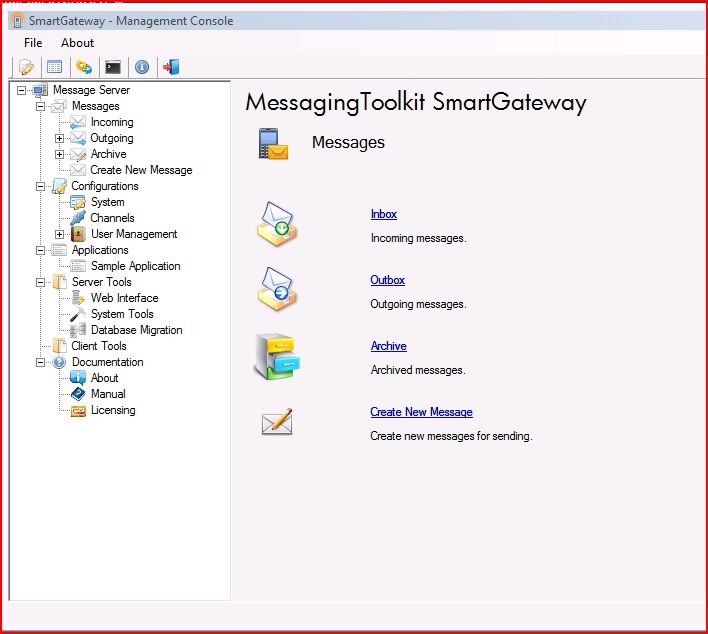 SmartGateway - Management Console
File About
Message Server
Messages
Incoming
Outgoing
Archive
Create New Message
Configurations
System
Channels
User Management
Applications
Sample Application
Server Tools
Web Interface
System Tools
Database Migration
Client Tools
Documentation
About
Manual
Licensing
MessagingToolkit SmartGateway
Messages
Inbox
Incoming messages.
Outbox
Outgoing messages.
Archive
Archived messages.
Create New Message
Create new messages for sending.